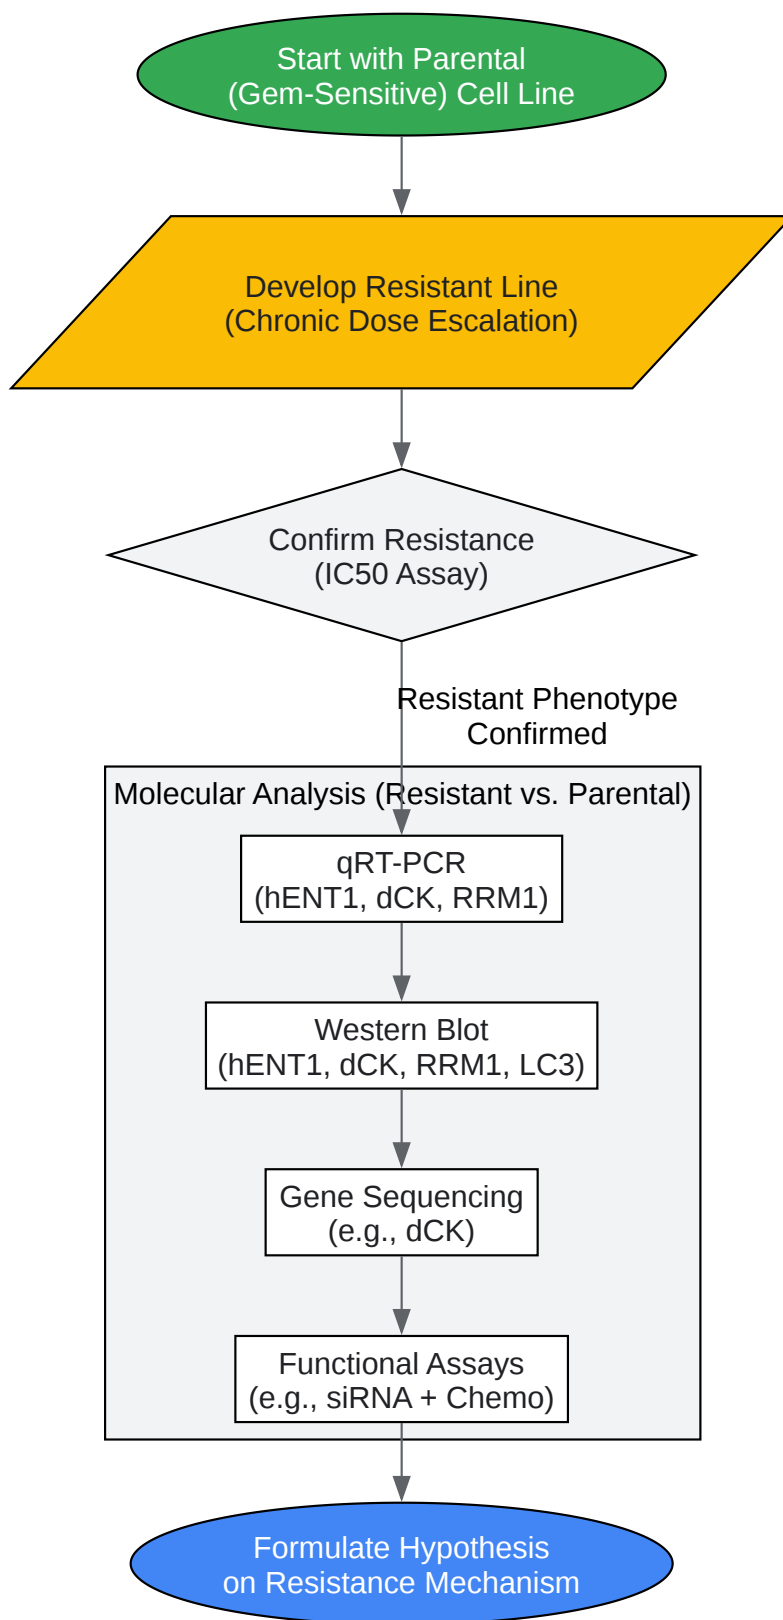 Start with Parental
(Gem-Sensitive) Cell Line
Develop Resistant Line
(Chronic Dose Escalation)
Confirm Resistance
(IC50 Assay)
Resistant Phenotype
Confirmed
Molecular Analysis (Resistant vs. Parental)
qRT-PCR
(hENT1, dCK, RRM1)
Western Blot
(hENT1, dCK, RRM1, LC3)
Gene Sequencing
(e.g., dCK)
Functional Assays
(e.g., siRNA + Chemo)
Formulate Hypothesis
on Resistance Mechanism